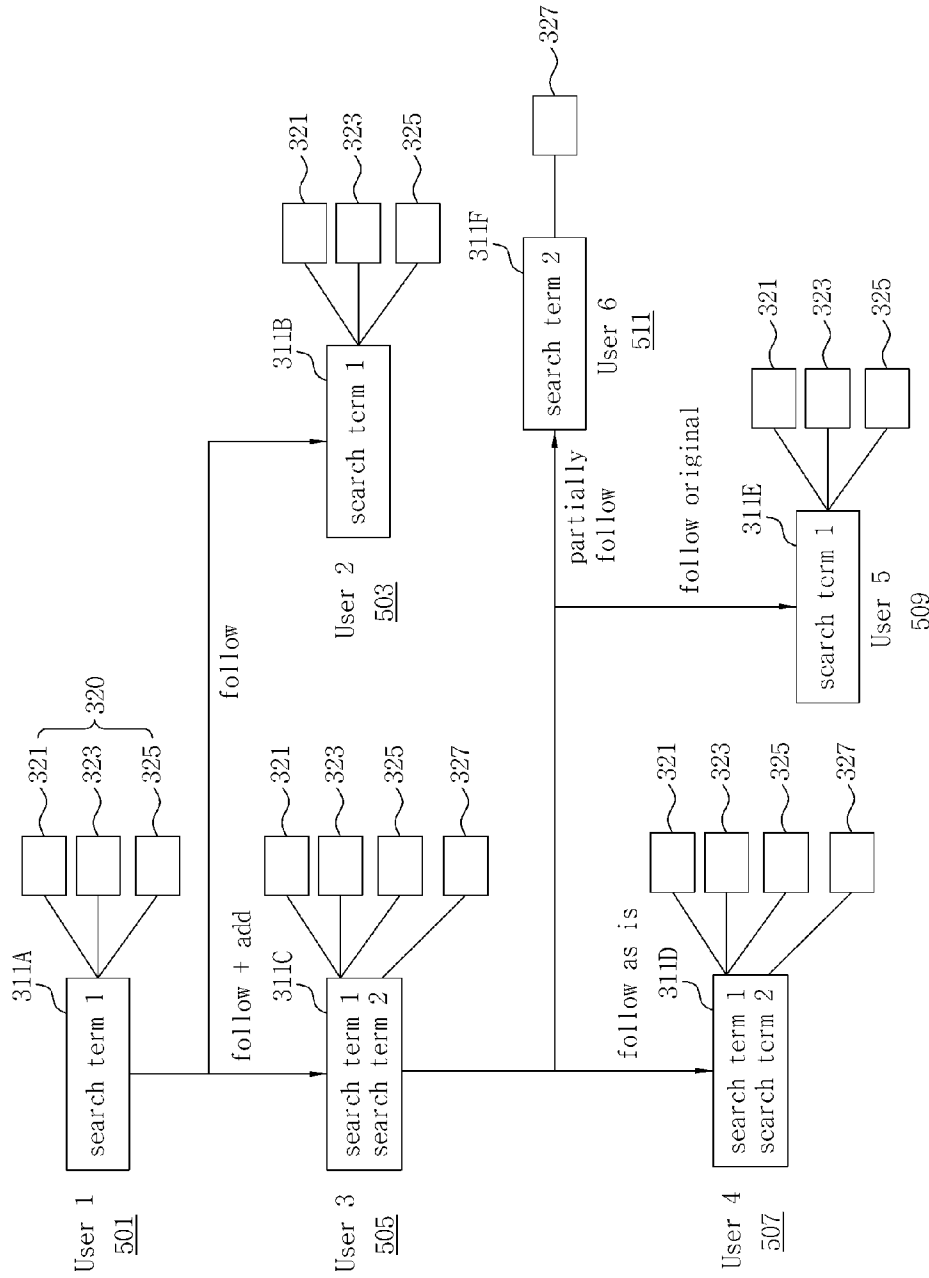 User 1
501
311A
search term 1
321
323
325
320
follow
follow + add
User 3
505
311C
search term 1
search term 2
321
323
325
327
User 2
503
311B
search term 1
321
323
325
partially
follow
311F
search term 2
User 6
511
327
follow as is
follow original
User 4
507
311D
search term 1
search term 2
321
323
325
327
311E
search term 1
User 5
509
321
323
325